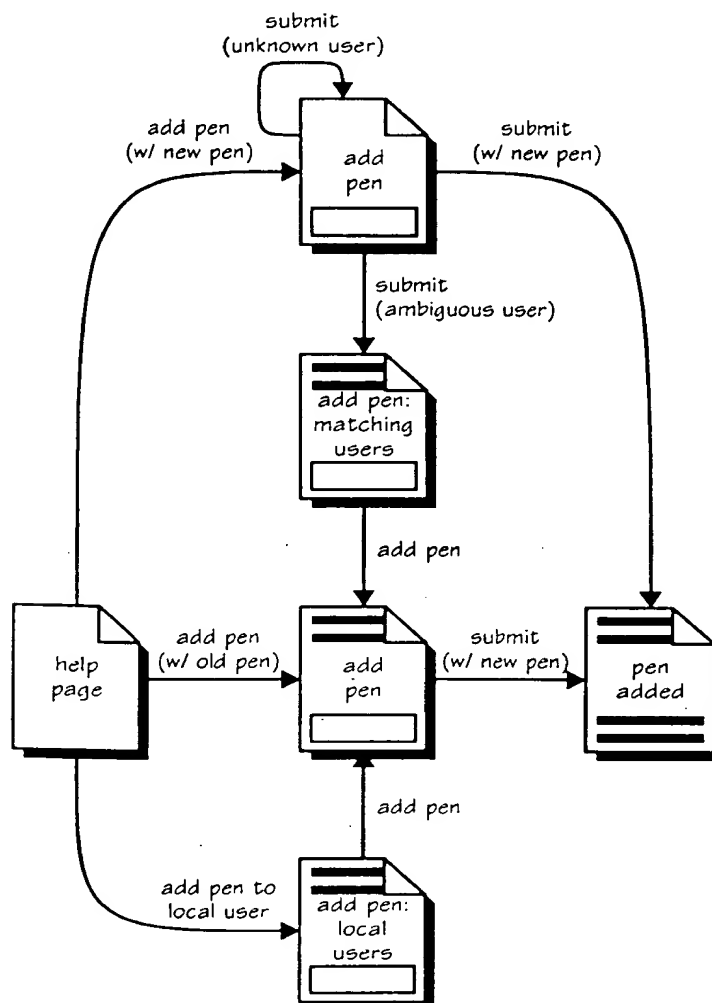 submit
(unknown user)
add pen
(w/ new pen)
submit
(w/ new pen)
add
pen
submit
(ambiguous user)
add pen:
matching
users
add pen
help
page
add pen
(w/ old pen)
add
pen
submit
(w/ new pen)
pen
added
add pen
add pen to
local user
add pen:
local
users